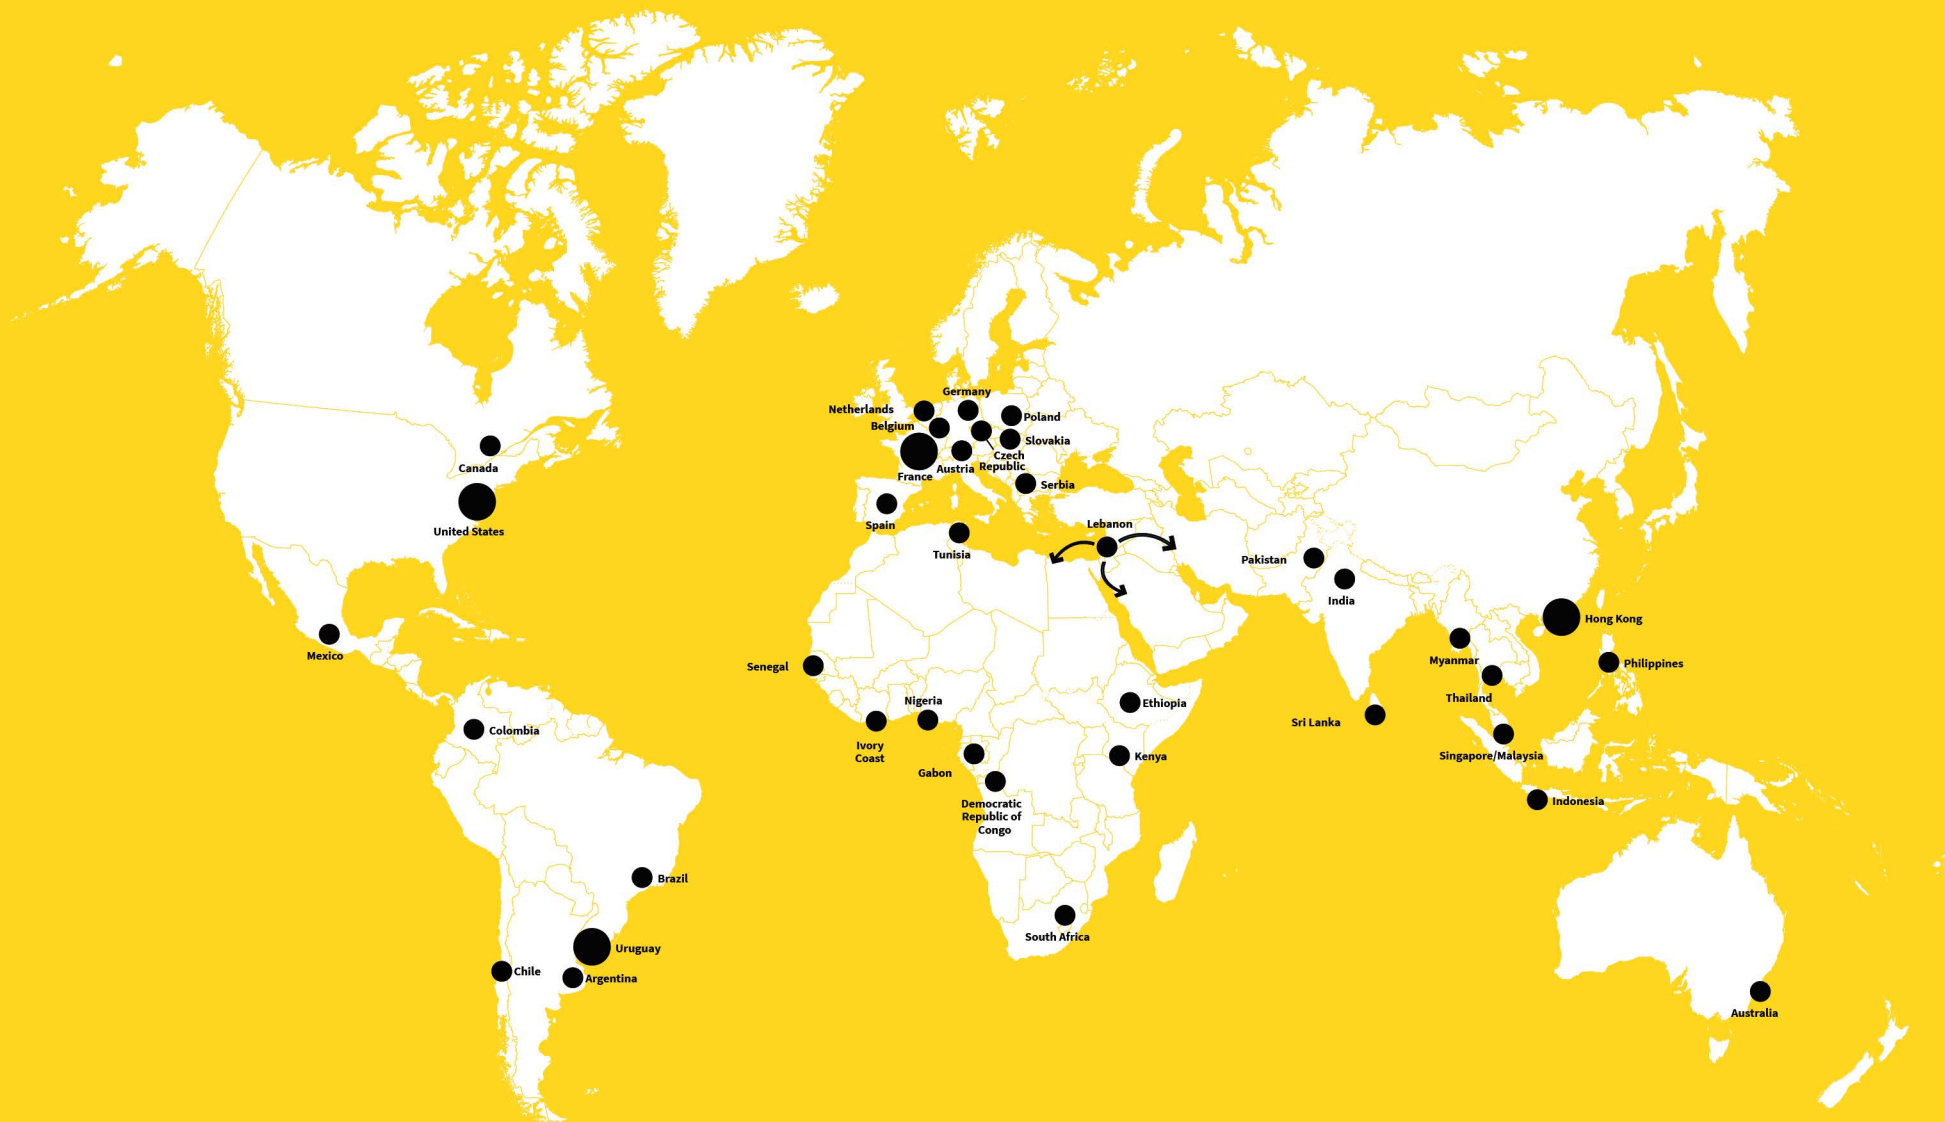 Germany
Netherlands
Poland
Belgium
Slovakia
Czech
Republic
Austria
France
Serbia
Canada
Spain
Lebanon
United States
Tunisia
Pakistan
India
Hong Kong
Mexico
Myanmar
Philippines
Senegal
Thailand
Nigeria
Ethiopia
Sri Lanka
Colombia
Ivory
Coast
Kenya
Singapore/Malaysia
Gabon
Democratic
Republic of
Congo
Indonesia
Brazil
South Africa
Uruguay
Chile
Argentina
Australia